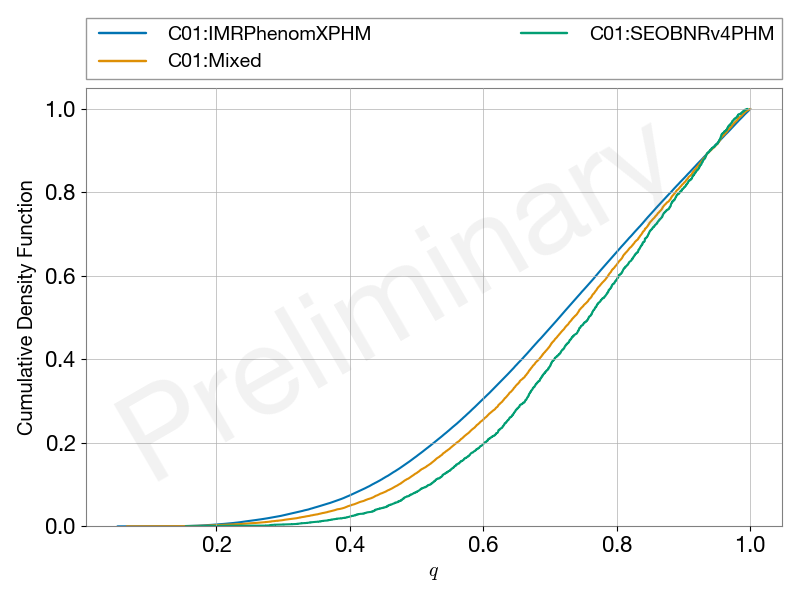 C01:IMRPhenomXPHM
C01:Mixed
C01:SEOBNRv4PHM
Preliminary
Cumulative Density Function
1.0
0.8
0.6
0.4
0.2
0.0
0.2 0.4 0.6 0.8 1.0
q